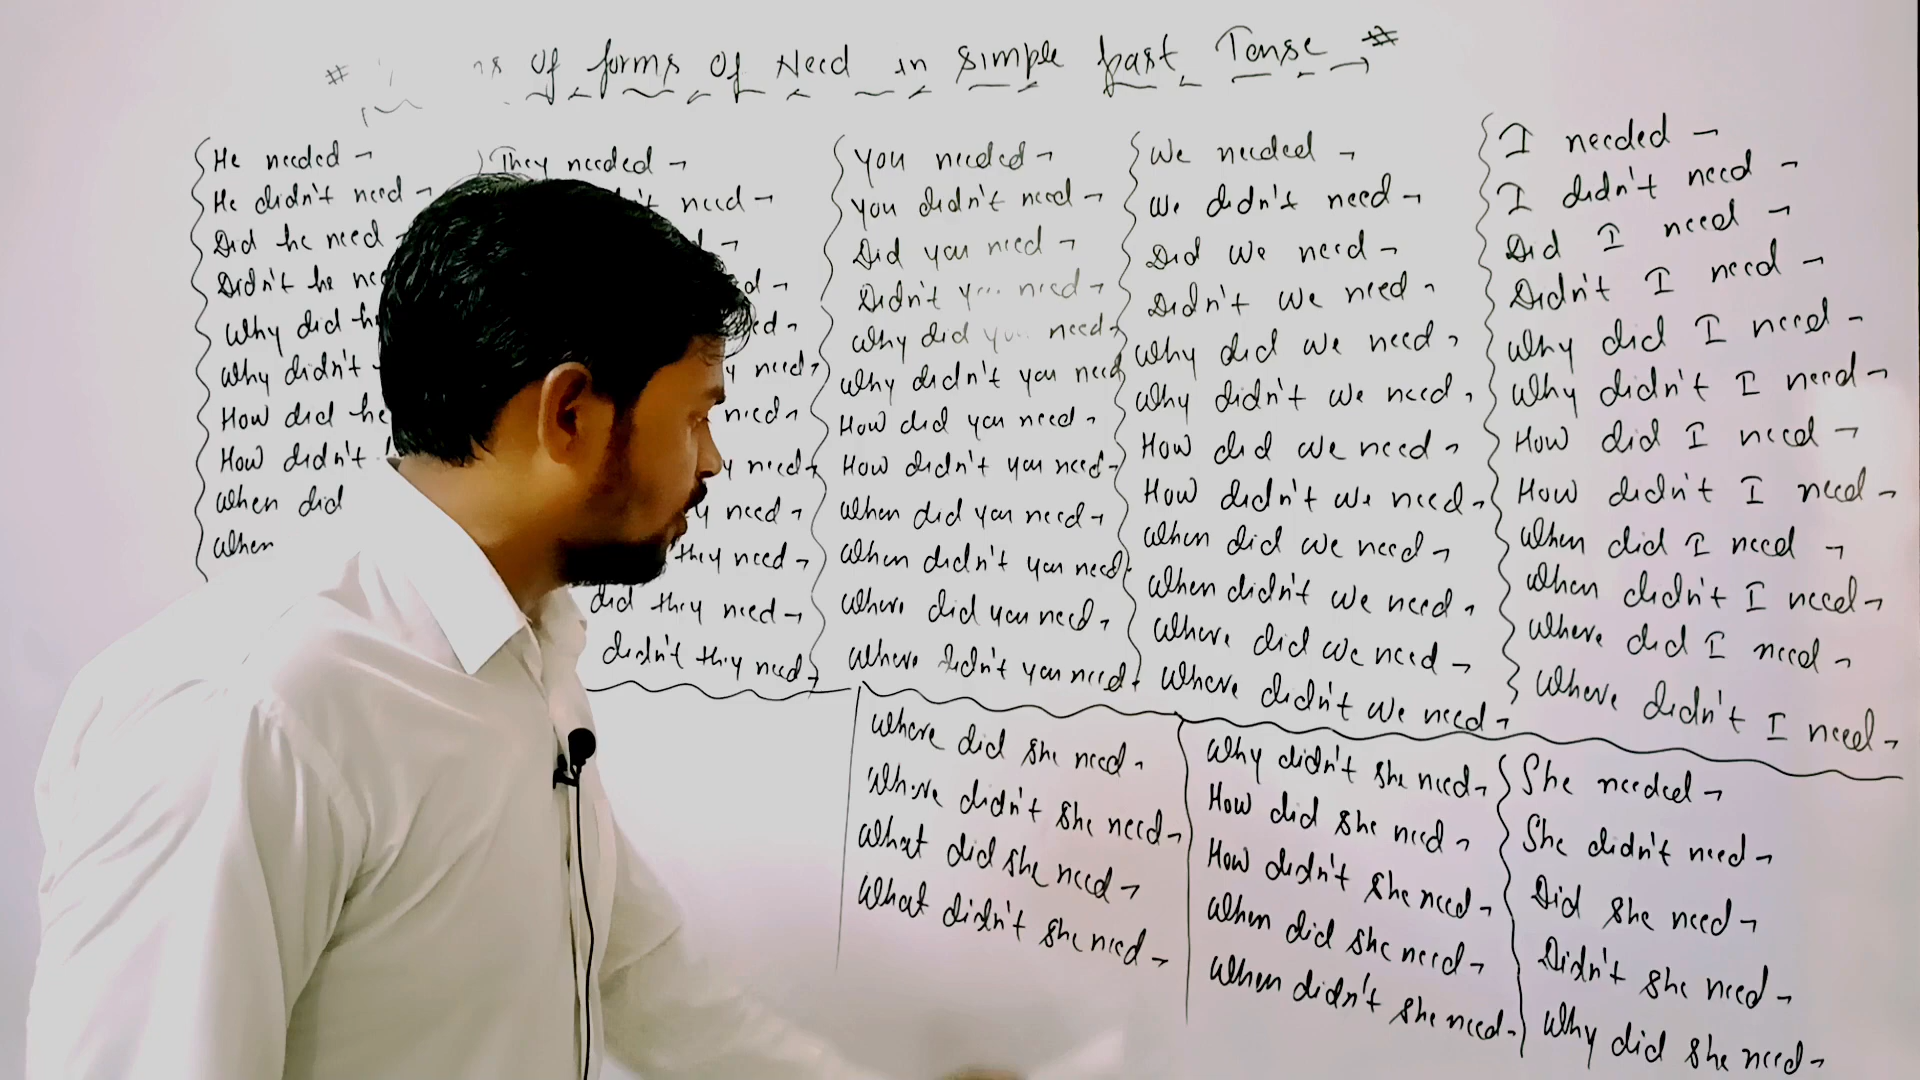 # of forms of Need in simple past Tense #
He needed ¬
He didn't need ¬
Did he need
Didn't he
Why did
Why didn't
How did he
How didn't
When did
When
They needed ¬
need ¬
need ¬
need ¬
need ¬
need ¬
they need ¬
did they need ¬
didn't they need ¬
you needed ¬
you didn't need ¬
Did you need ¬
Didn't need ¬
Why did need ¬
Why didn't you need
How did you need ¬
How didn't you need ¬
When did you need ¬
When didn't you need ¬
Where did you need ¬
Where didn't you need ¬
We needed ¬
We didn't need ¬
Did we need ¬
Didn't we need ¬
Why did we need ¬
Why didn't we need ¬
How did we need ¬
How didn't we need ¬
When did we need ¬
When didn't we need ¬
Where did we need ¬
Where didn't we need ¬
I needed ¬
I didn't need ¬
Did I need ¬
Didn't I need ¬
Why did I need ¬
Why didn't I need ¬
How did I need ¬
How didn't I need ¬
When did I need ¬
When didn't I need ¬
Where did I need ¬
Where didn't I need ¬
Where did she need ¬
Where didn't she need ¬
What did she need ¬
What didn't she need ¬
Why didn't she need ¬
How did she need ¬
How didn't she need ¬
When did she need ¬
When didn't she need ¬
She needed ¬
She didn't need ¬
Did she need ¬
Didn't she need ¬
Why did she need ¬